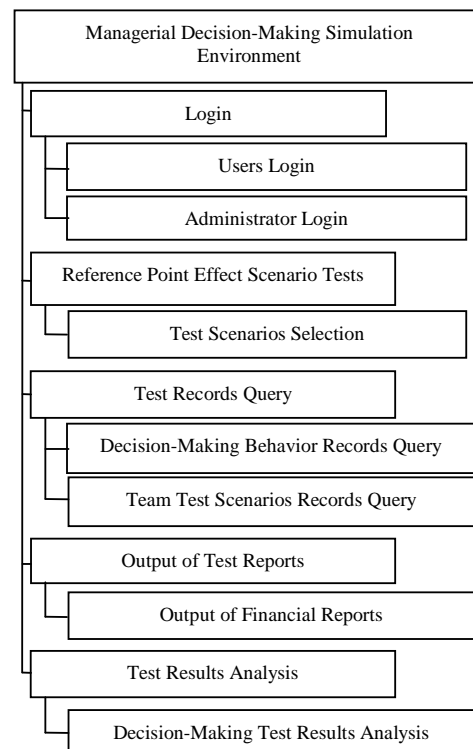 Managerial Decision-Making Simulation
Environment
Login
Users Login
Administrator Login
Reference Point Effect Scenario Tests
Test Scenarios Selection
Test Records Query
Decision-Making Behavior Records Query
Team Test Scenarios Records Query
Output of Test Reports
Output of Financial Reports
Test Results Analysis
Decision-Making Test Results Analysis